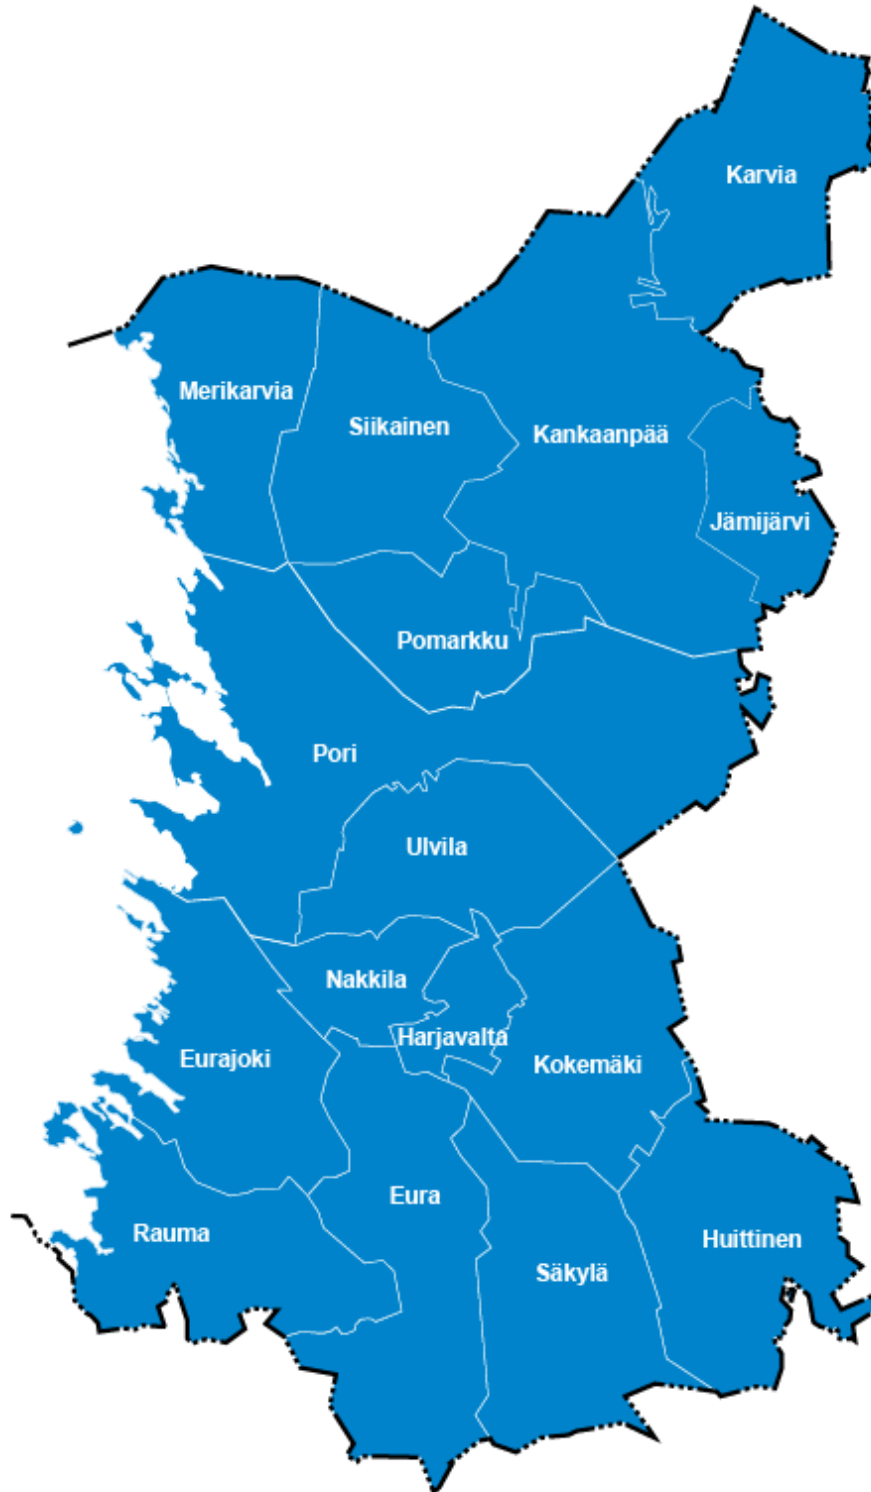 Karvia
Merikarvia
Siikainen
Kankaanpää
Jämijärvi
Pomarkku
Pori
Ulvila
Nakkila
Harjavalta
Eurajoki
Kokemäki
Eura
Rauma
Säkylä
Huittinen